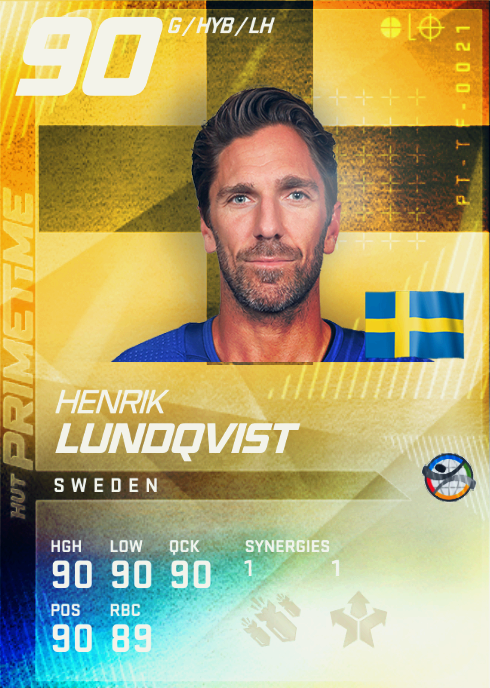 90
G / HYB / LH
PT-TF-0021
HUT PRIMETIME
HENRIK
LUNDQVIST
SWEDEN
HGH LOW QCK SYNERGIES
90 90 90 1 1
POS RBC
90 89